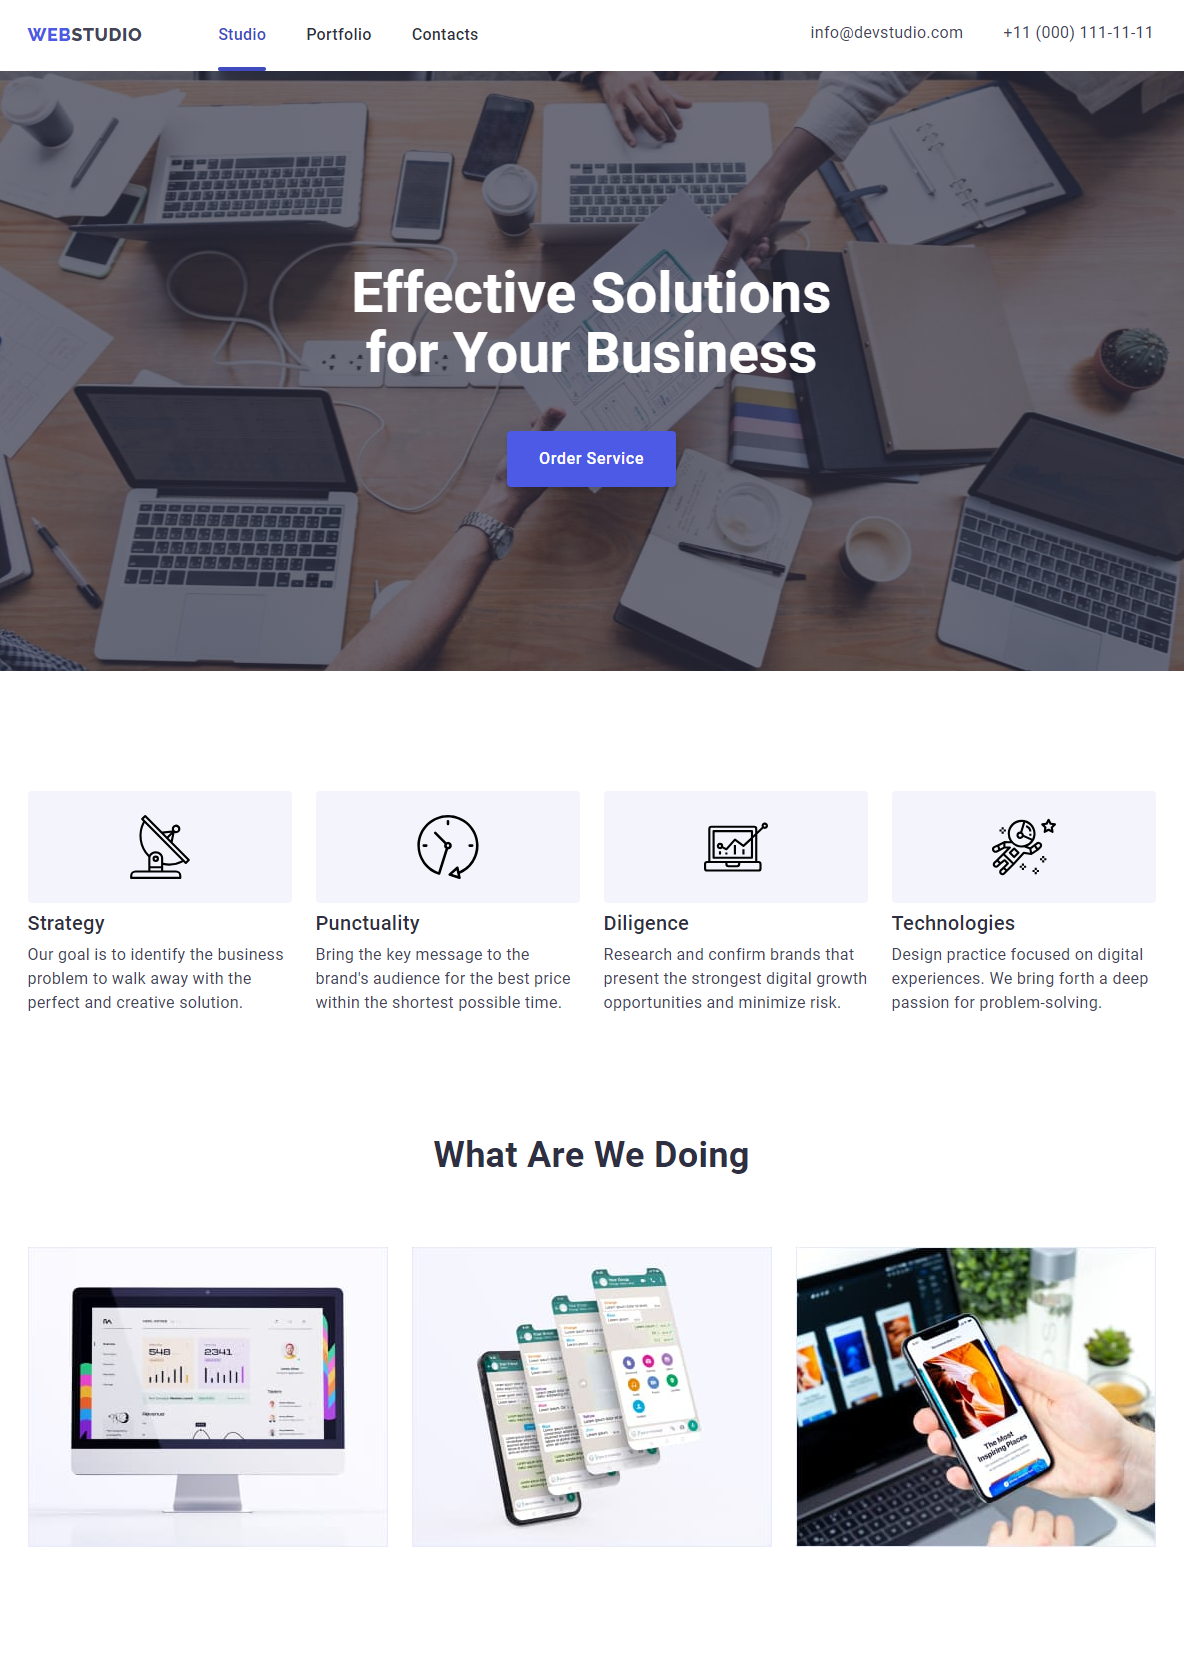 WEBSTUDIO
Studio
Portfolio
Contacts
info@devstudio.com
+11 (000) 111-11-11
Effective Solutions
for Your Business
Order Service
Strategy
Our goal is to identify the business
problem to walk away with the
perfect and creative solution.
Punctuality
Bring the key message to the
brand's audience for the best price
within the shortest possible time.
Diligence
Research and confirm brands that
present the strongest digital growth
opportunities and minimize risk.
Technologies
Design practice focused on digital
experiences. We bring forth a deep
passion for problem-solving.
What Are We Doing
548
2341
Revenue
The Most
Inspiring Places